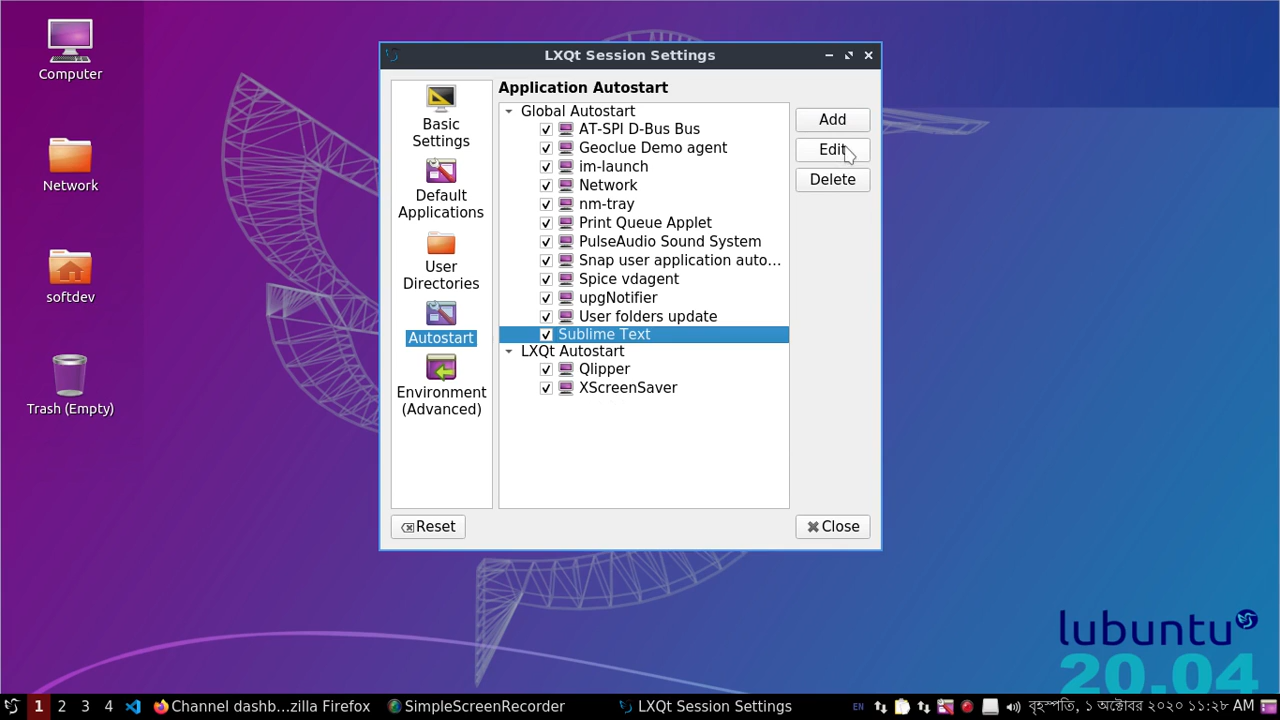 Computer
Network
softdev
Trash (Empty)
LXQt Session Settings
Basic
Settings
Default
Applications
User
Directories
Autostart
Environment
(Advanced)
Application Autostart
Global Autostart
AT-SPI D-Bus Bus
Geoclue Demo agent
im-launch
Network
nm-tray
Print Queue Applet
PulseAudio Sound System
Snap user application auto...
Spice vdagent
upgNotifier
User folders update
Sublime Text
LXQt Autostart
Qlipper
XScreenSaver
Add
Edit
Delete
Reset
Close
lubuntu
20.04
1 2 3 4 Channel dashb...zilla Firefox SimpleScreenRecorder LXQt Session Settings EN বৃহস্পতি, ১ অক্টোবর ২০২০ ১১:২৮ AM